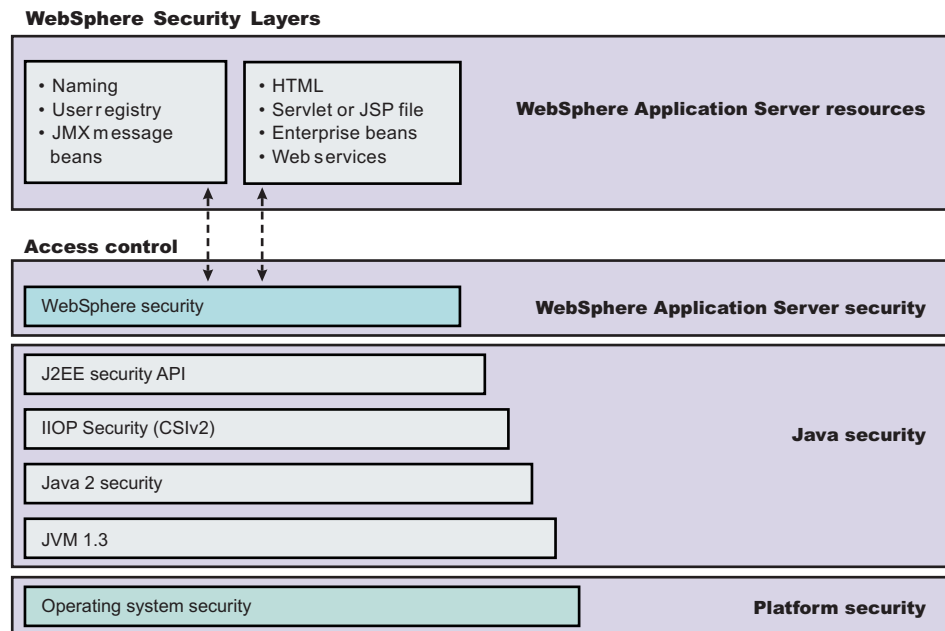 WebSphere Security Layers
• Naming
• User registry
• JMX message
beans
• HTML
• Servlet or JSP file
• Enterprise beans
• Web services
WebSphere Application Server resources
Access control
WebSphere security
WebSphere Application Server security
J2EE security API
IIOP Security (CSIv2)
Java 2 security
JVM 1.3
Java security
Operating system security
Platform security